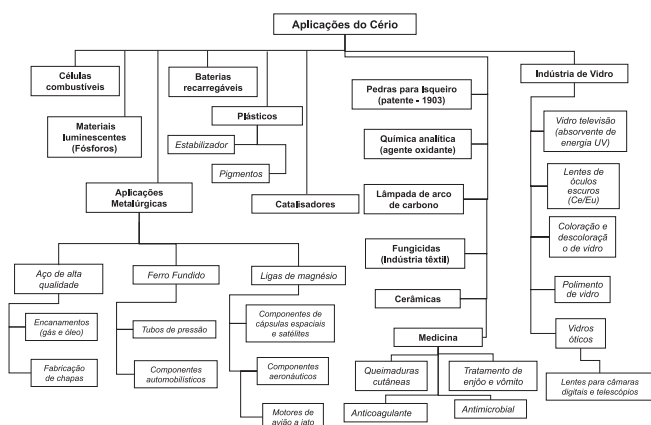 Aplicações do Cério
Células
combustíveis
Materiais
luminescentes
(Fósforos)
Baterias
recarregáveis
Plásticos
Estabilizador
Pigmentos
Catalisadores
Aplicações
Metalúrgicas
Aço de alta
qualidade
Encanamentos
(gás e óleo)
Fabricação
de chapas
Ferro Fundido
Tubos de pressão
Componentes
automobilísticos
Ligas de magnésio
Componentes de
cápsulas espaciais
e satélites
Componentes
aeronáuticos
Motores de
avião a jato
Pedras para Isqueiro
(patente - 1903)
Química analítica
(agente oxidante)
Lâmpada de arco
de carbono
Fungicidas
(Indústria têxtil)
Cerâmicas
Medicina
Queimaduras
cutâneas
Tratamento de
enjôo e vômito
Anticoagulante
Antimicrobial
Indústria de Vidro
Vidro televisão
(absorvente de
energia UV)
Lentes de
óculos
escuros
(Ce/Eu)
Coloração e
descoloraçã
o de vidro
Polimento
de vidro
Vidros
óticos
Lentes para câmaras
digitais e telescópios